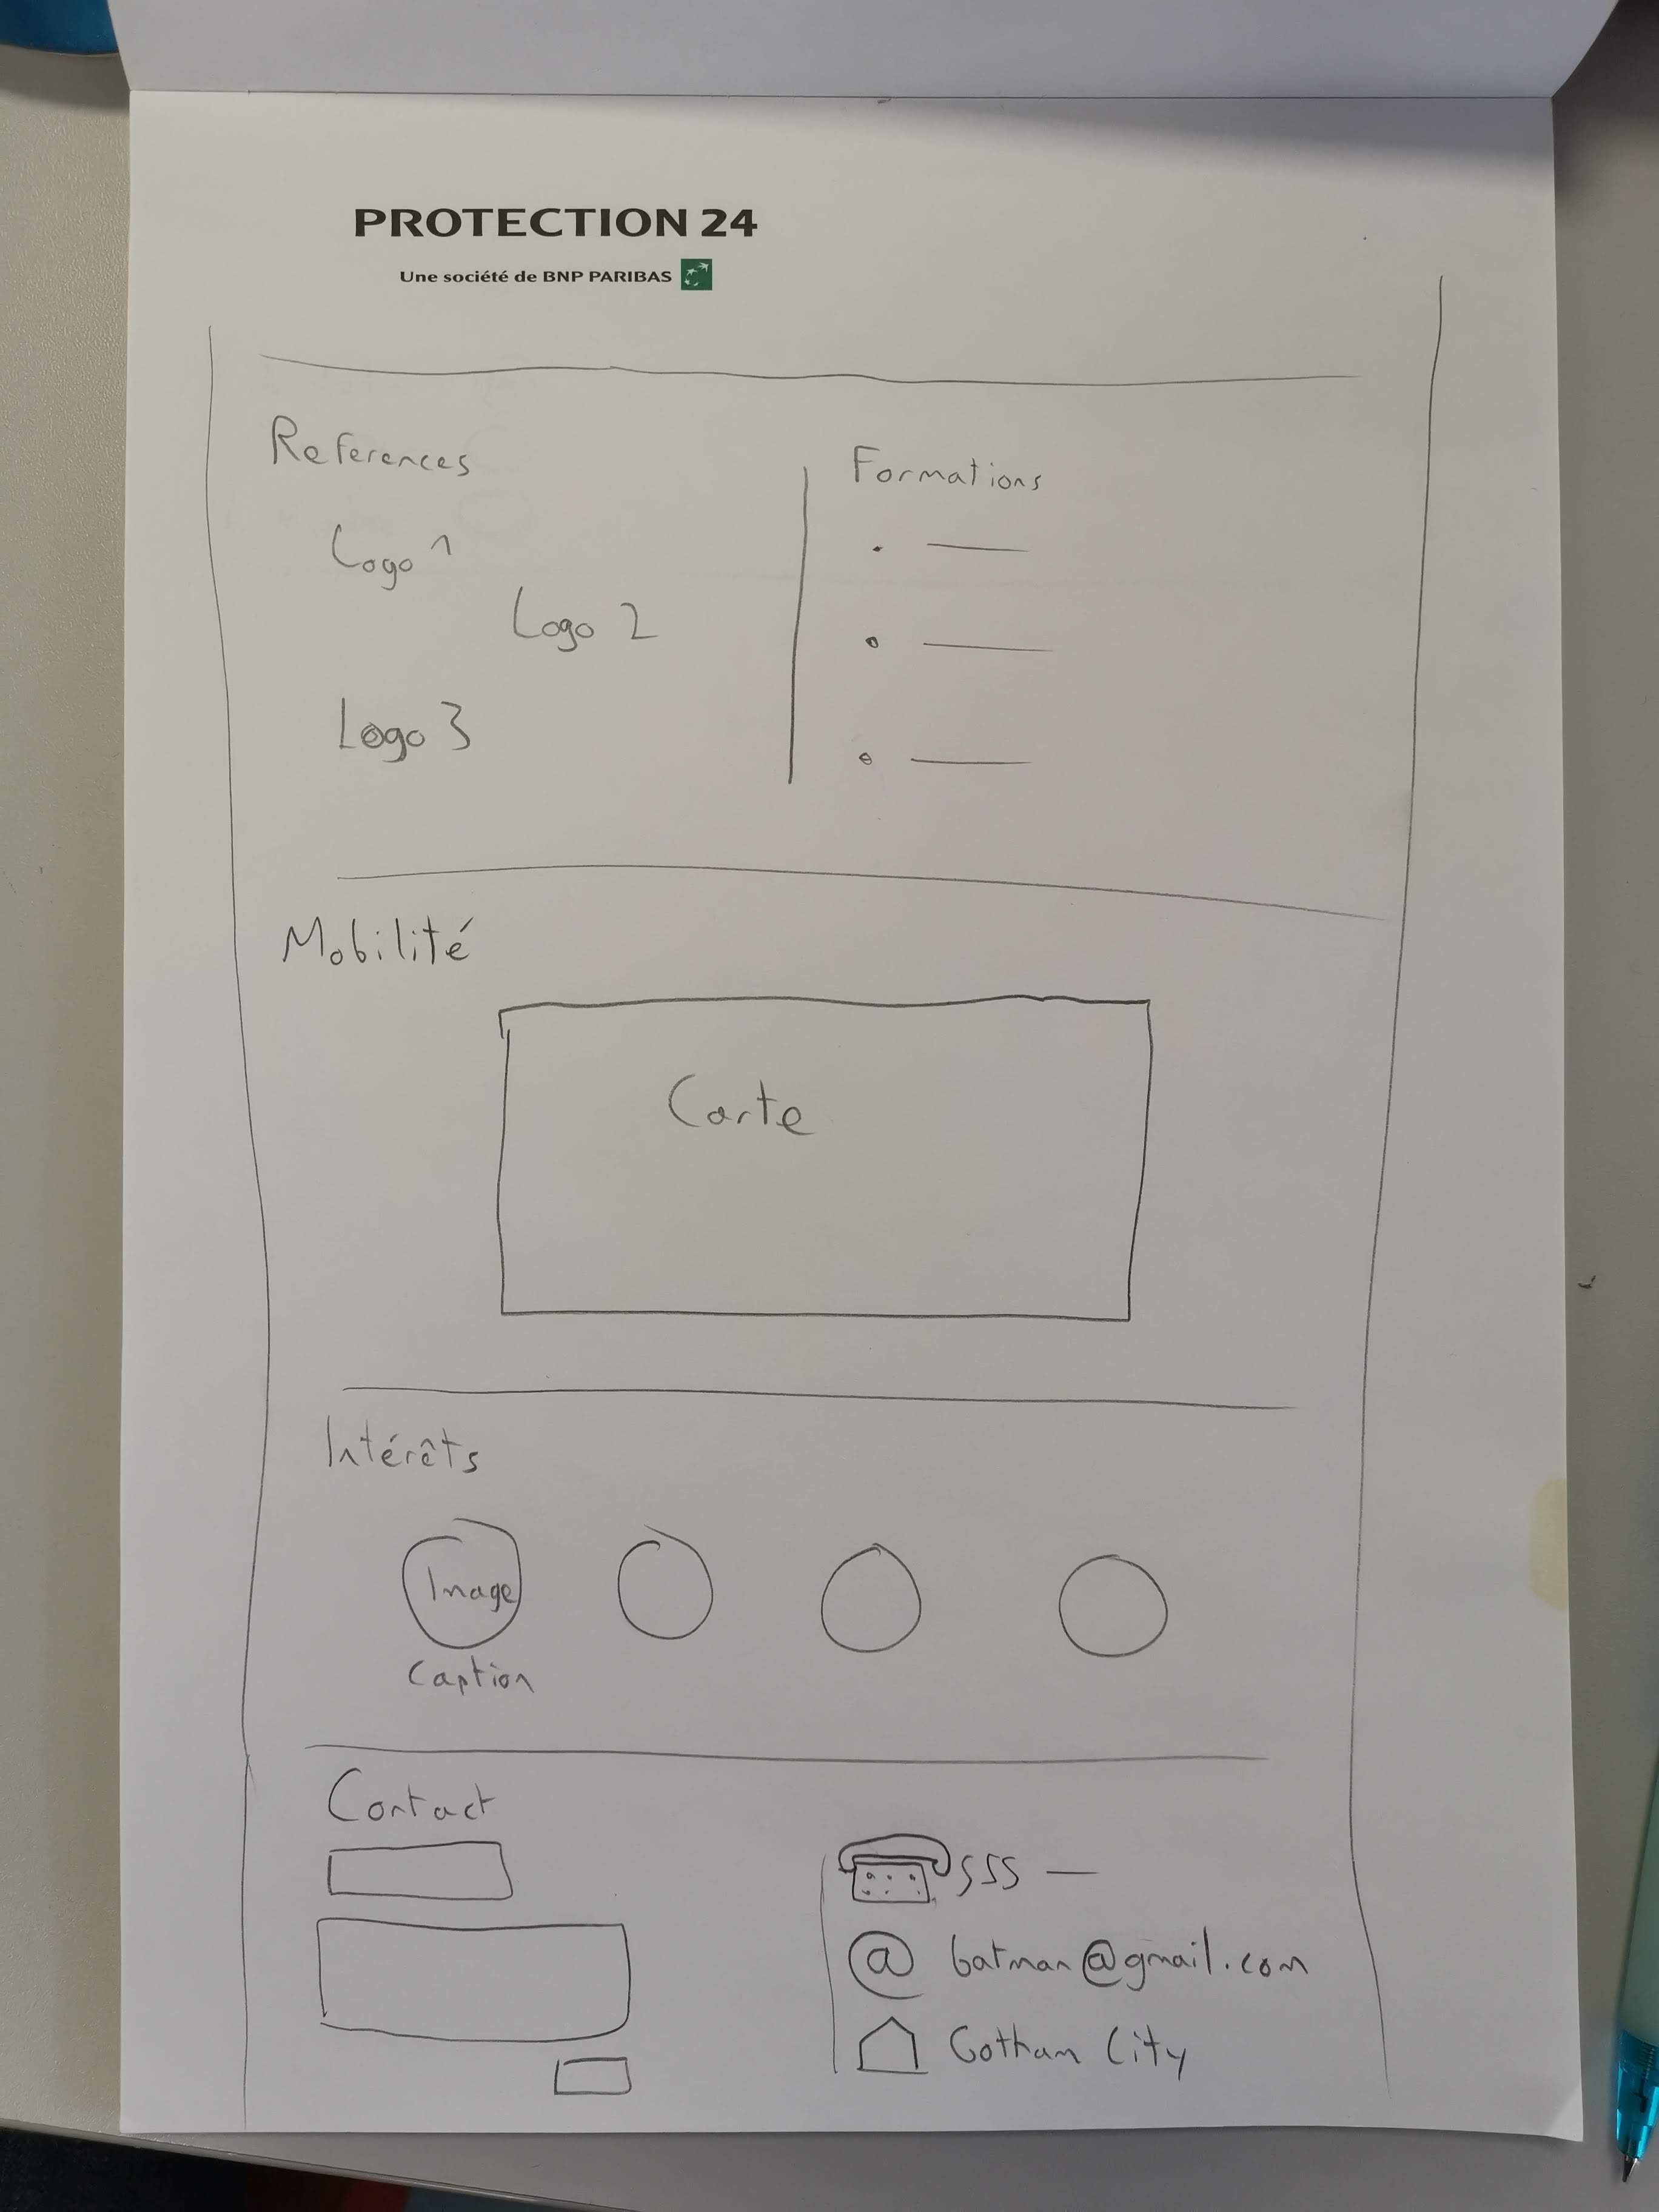 PROTECTION 24
Une société de BNP PARIBAS
References
Formations
Logo 1
Logo 2
Logo 3
Mobilité
Carte
Intérêts
Image
Caption
Contact
555 —
@ batman@gmail.com
Gotham City